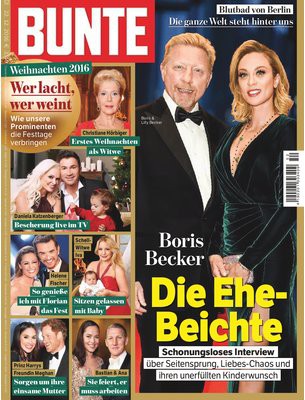 Blutbad von Berlin
Die ganze Welt steht hinter uns
BUNTE
Weihnachten 2016
Wer lacht,
wer weint
Wie unsere
Prominenten
die Festtage
verbringen
Christiane Hörbiger
Erstes Weihnachten
als Witwe
Boris &
Lilly Becker
Daniela Katzenberger
Bescherung live im TV
Helene
Fischer
So genieße
ich mit Florian
das Fest
Schell-
Witwe
Iva
Sitzen gelassen
mit Baby
Prinz Harrys
Freundin Meghan
Sorgen um ihre
einsame Mutter
Bastian & Ana
Sie feiert, er
muss arbeiten
Boris
Becker
Die Ehe-
Beichte
Schonungsloses Interview
über Seitensprung, Liebes-Chaos und
ihren unerfüllten Kinderwunsch